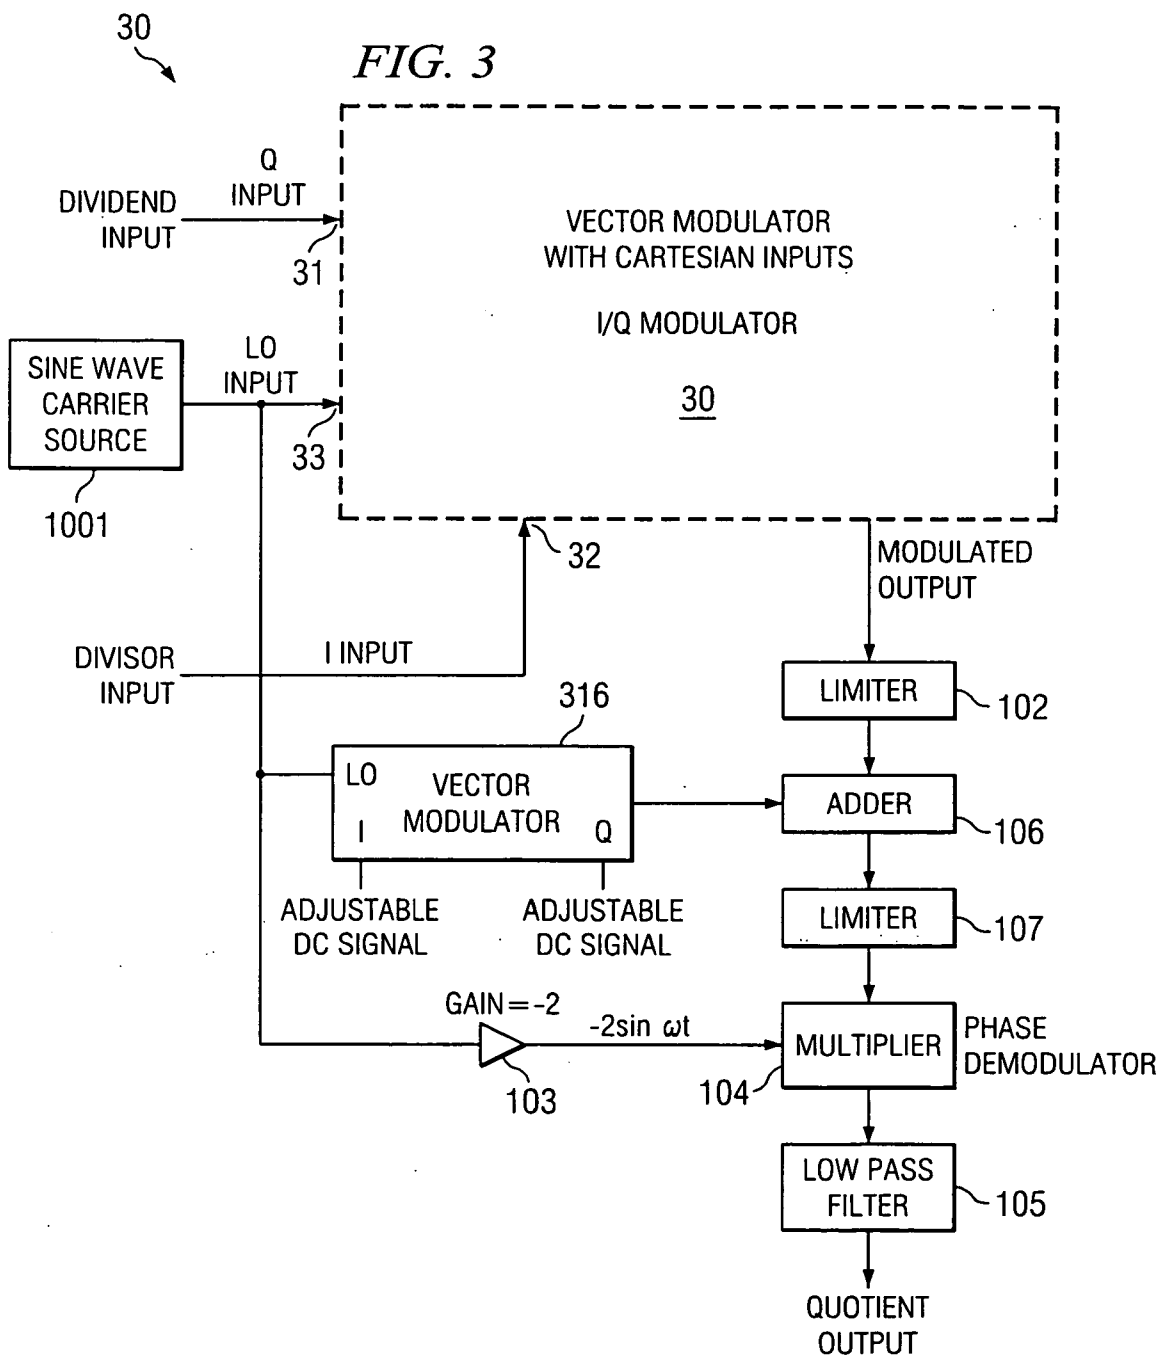 30
FIG. 3
Q
INPUT
DIVIDEND
INPUT
31
VECTOR MODULATOR
WITH CARTESIAN INPUTS
I/Q MODULATOR
30
SINE WAVE
CARRIER
SOURCE
1001
LO
INPUT
33
32
MODULATED
OUTPUT
DIVISOR
INPUT
I INPUT
LIMITER
102
316
LO
VECTOR
MODULATOR
I
Q
ADDER
106
ADJUSTABLE
DC SIGNAL
ADJUSTABLE
DC SIGNAL
LIMITER
107
GAIN=-2
103
-2sin ωt
MULTIPLIER
104
PHASE
DEMODULATOR
LOW PASS
FILTER
105
QUOTIENT
OUTPUT